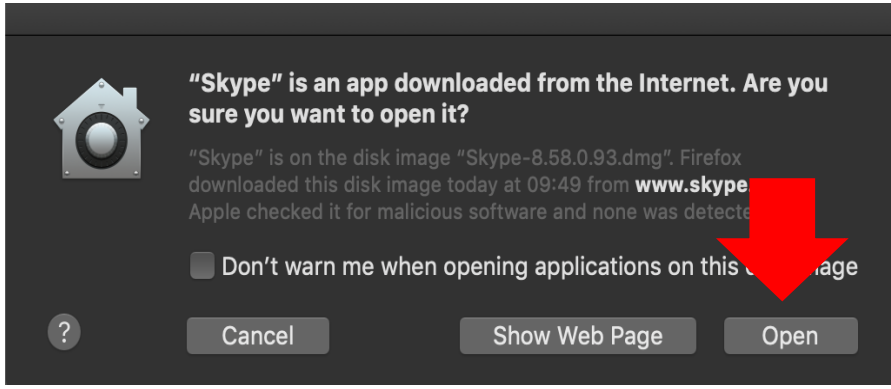 “Skype” is an app downloaded from the Internet. Are you
sure you want to open it?
“Skype” is on the disk image “Skype-8.58.0.93.dmg”. Firefox
downloaded this disk image today at 09:49 from www.skype.
Apple checked it for malicious software and none was
Don’t warn me when opening applications on this
?
Cancel
Show Web Page
Open